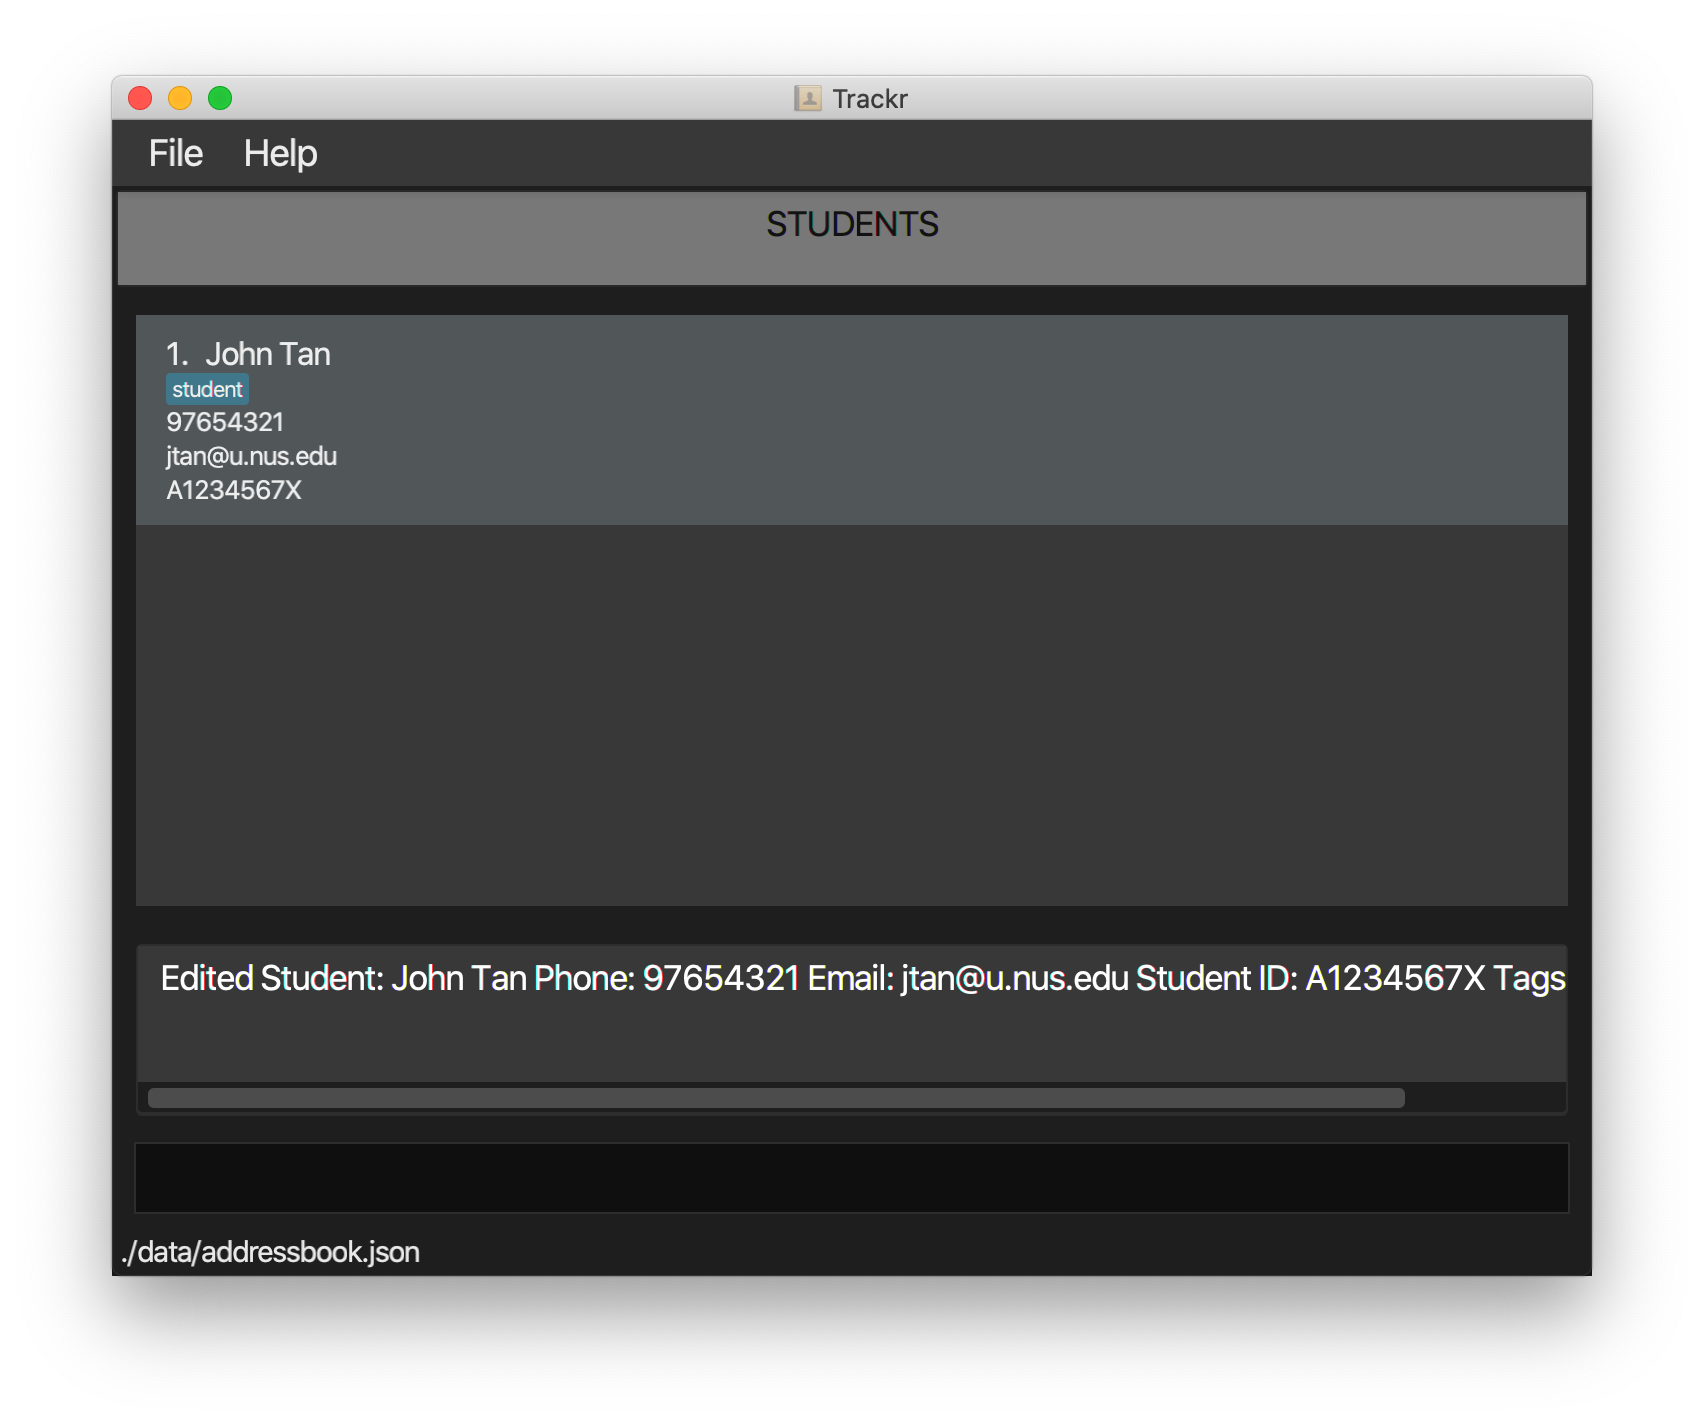 Trackr
File Help
STUDENTS
1. John Tan
student
97654321
jtan@u.nus.edu
A1234567X
Edited Student: John Tan Phone: 97654321 Email: jtan@u.nus.edu Student ID: A1234567X Tags
./data/addressbook.json